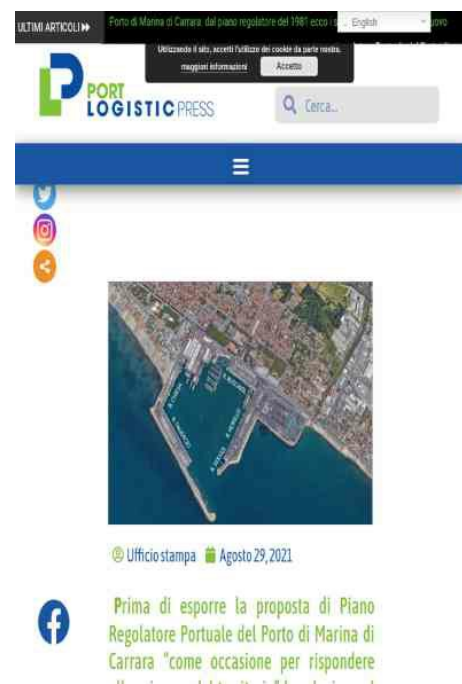 ULTIMI ARTICOLI
Porto di Marina di Carrara: dal piano regolatore del 1981 ecco i
English
Utilizzando il sito, accetti l'utilizzo dei cookie da parte nostra.
maggiori informazioni
Accetto
PORT
LOGISTIC PRESS
Cerca...
Ufficio stampa Agosto 29, 2021
Prima di esporre la proposta di Piano
Regolatore Portuale del Porto di Marina di
Carrara "come occasione per rispondere